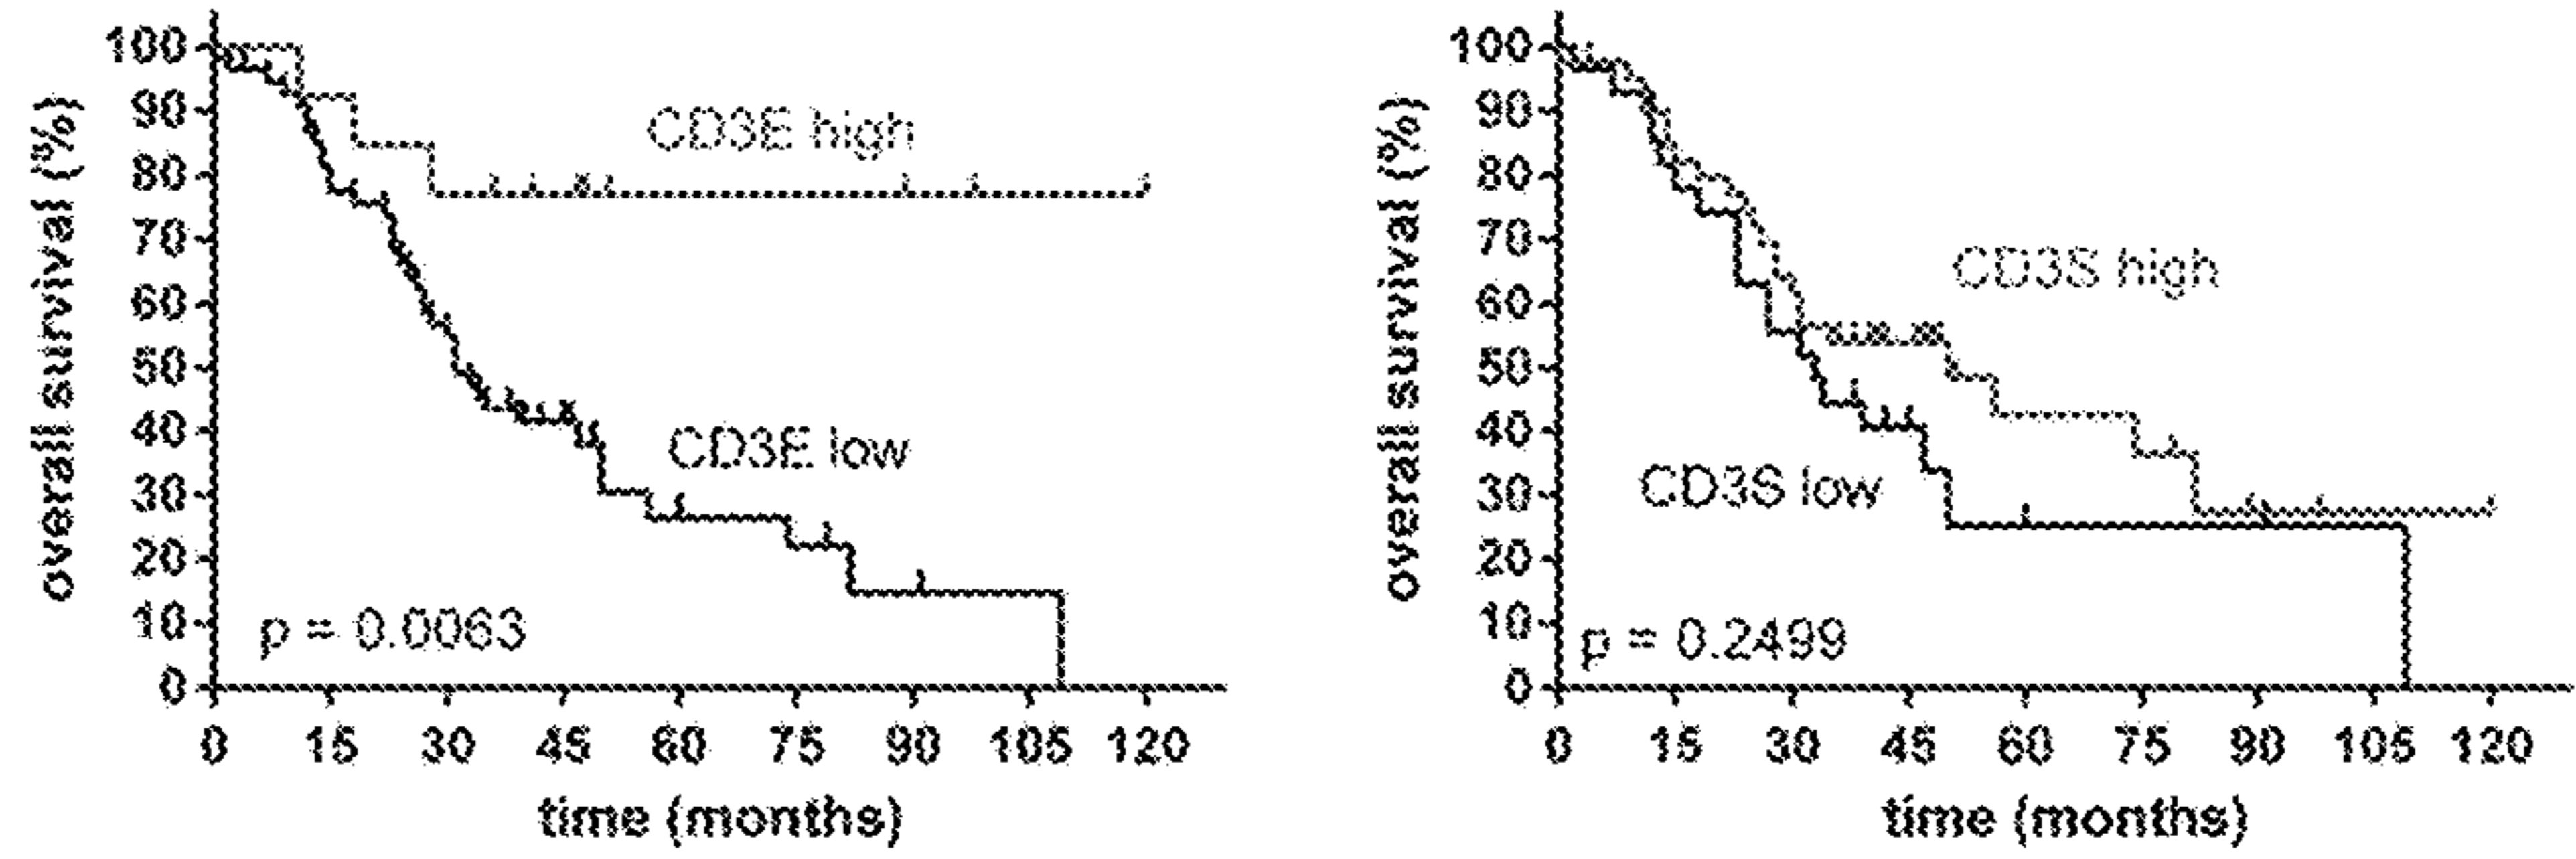 overall survival (%)
100
90
80
70
60
50
40
30
20
10
0
CD3E high
CD3E low
p = 0.0063
0 15 30 45 60 75 90 105 120
time (months)
overall survival (%)
100
90
80
70
60
50
40
30
20
10
0
CD3S high
CD3S low
p = 0.2499
0 15 30 45 60 75 90 105 120
time (months)